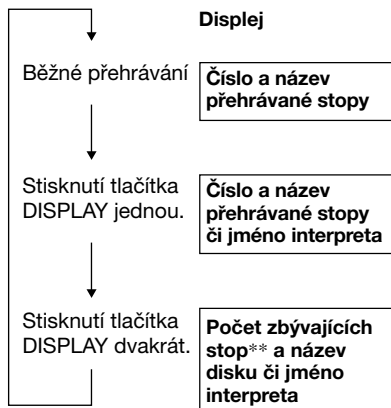 Displej
Běžné přehrávání
Číslo a název
přehrávané stopy
Stisknutí tlačítka
DISPLAY jednou.
Číslo a název
přehrávané stopy
či jméno interpreta
Stisknutí tlačítka
DISPLAY dvakrát.
Počet zbývajících
stop** a název
disku či jméno
interpreta